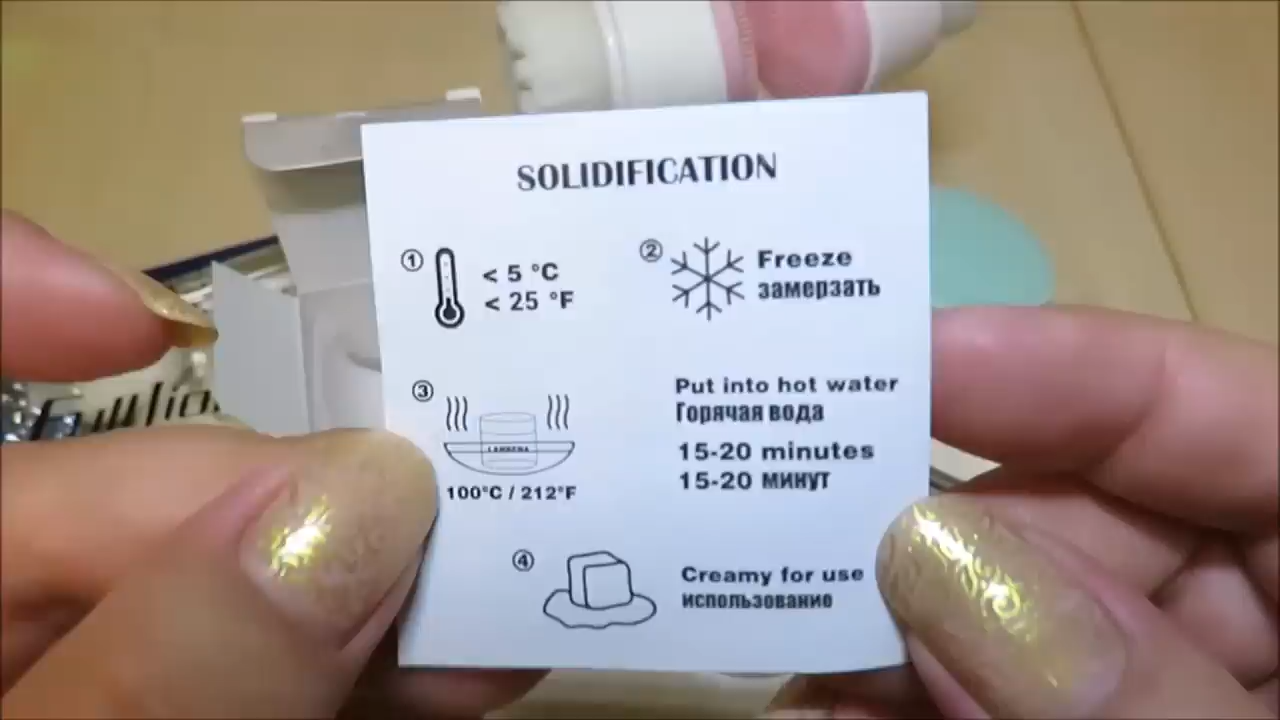 SOLIDIFICATION
①
< 5 °C
< 25 °F
②
Freeze
замерзать
③
LANBENA
100°C / 212°F
Put into hot water
Горячая вода
15-20 minutes
15-20 МИНУТ
④
Creamy for use
использование